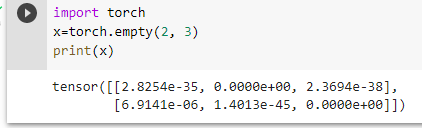 import torch
x=torch.empty(2, 3)
print(x)
tensor([[2.8254e-35, 0.0000e+00, 2.3694e-38],
[6.9141e-06, 1.4013e-45, 0.0000e+00]])